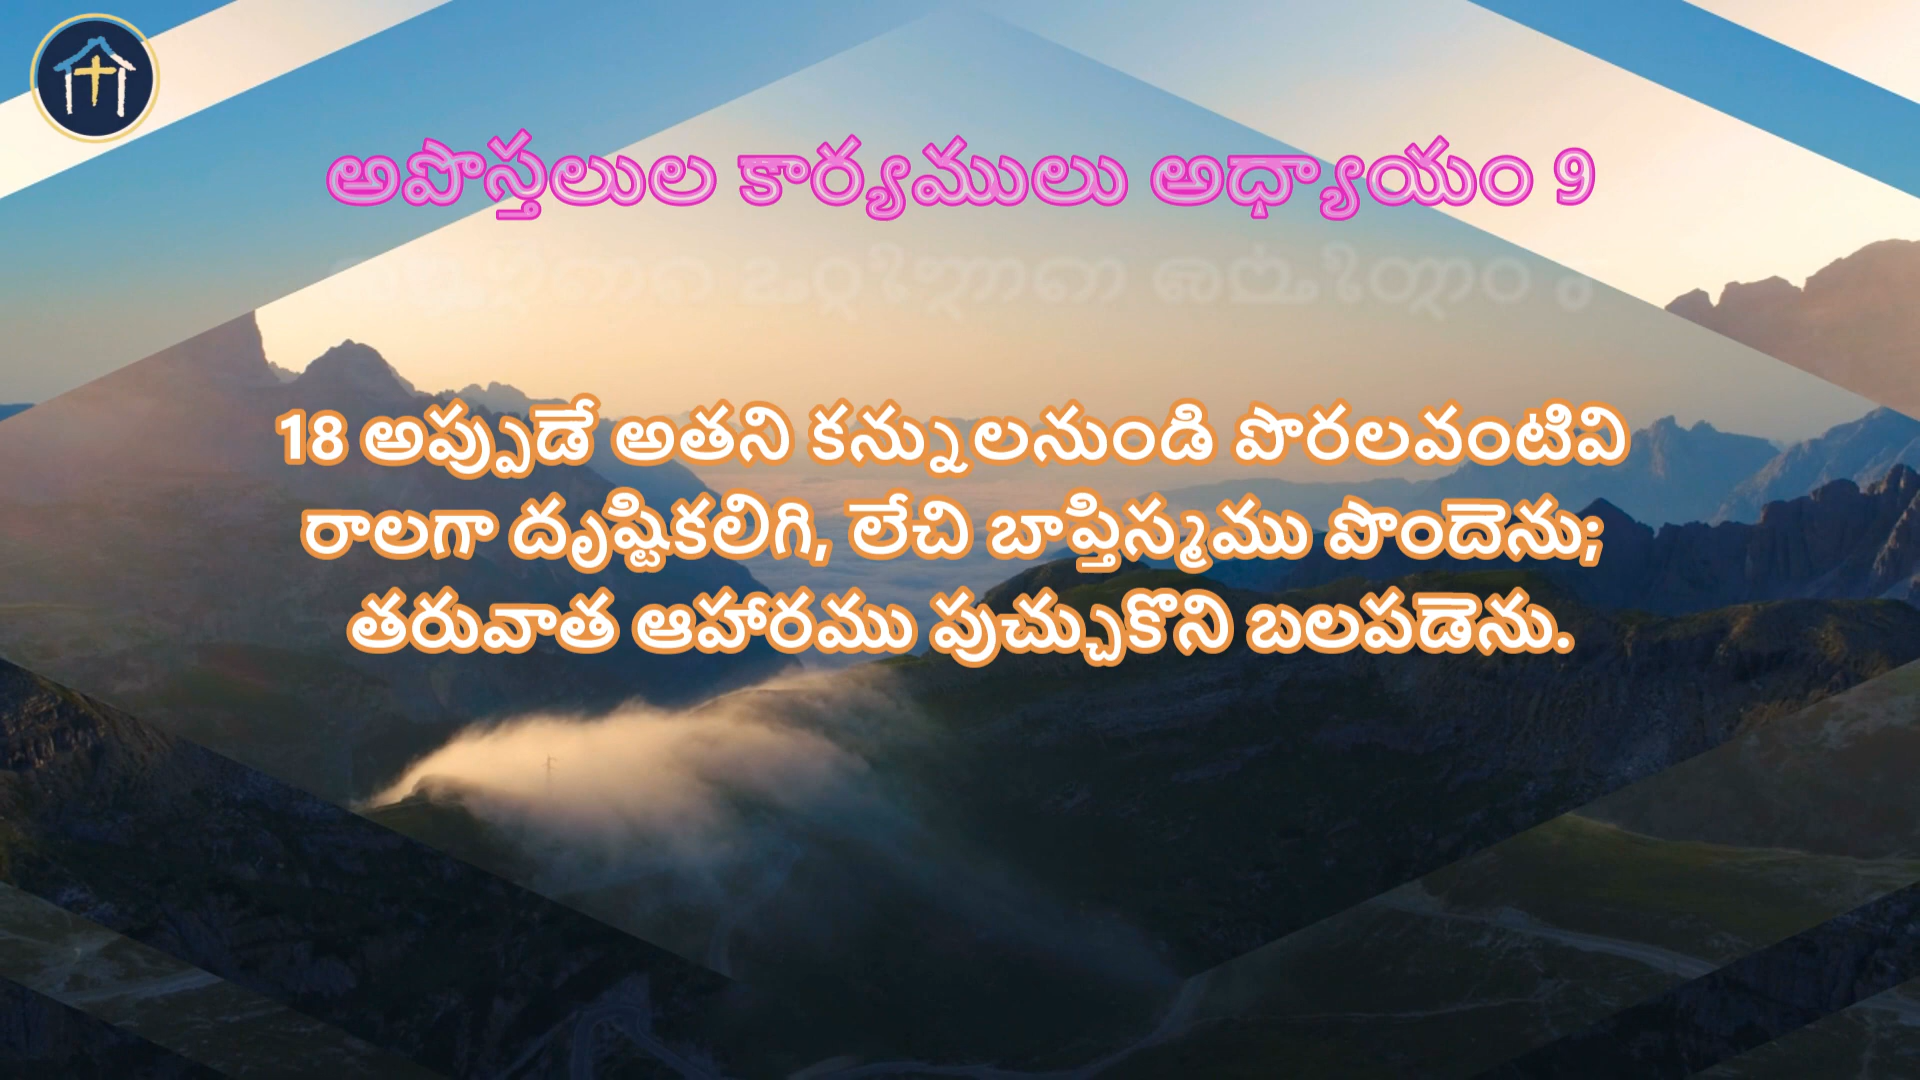 అపొస్తలుల కార్యములు అధ్యాయం 9
18 అప్పుడే అతని కన్నులనుండి పొరలవంటివి
రాలగా దృష్టికలిగి, లేచి బాప్తిస్మము పొందెను;
తరువాత ఆహారము పుచ్చుకొని బలపడెను.